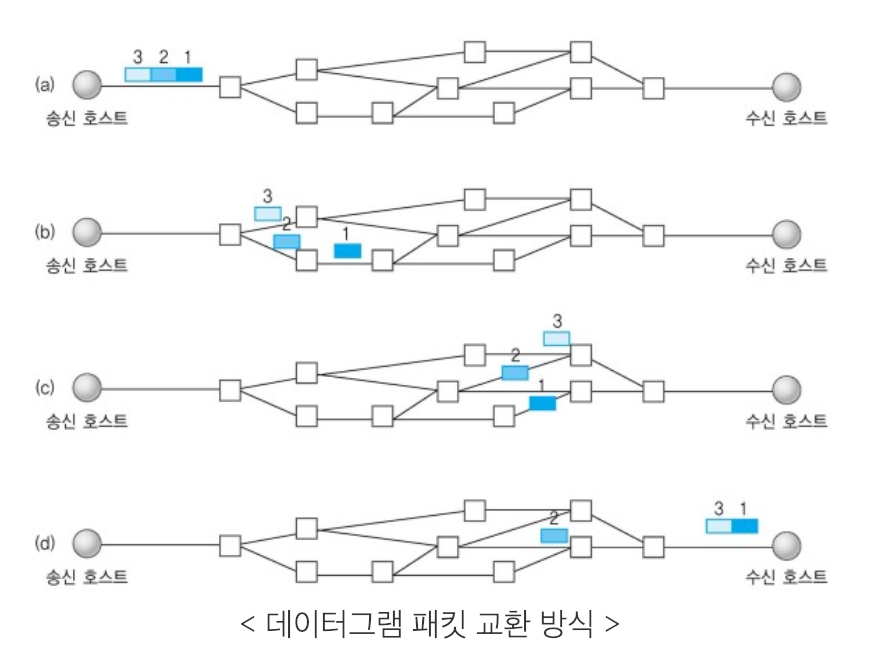 3 2 1
(a)
송신 호스트 수신 호스트
3
2
1
(b)
송신 호스트 수신 호스트
3
2
1
(c)
송신 호스트 수신 호스트
3 1
2
(d)
송신 호스트 수신 호스트
< 데이터그램 패킷 교환 방식 >